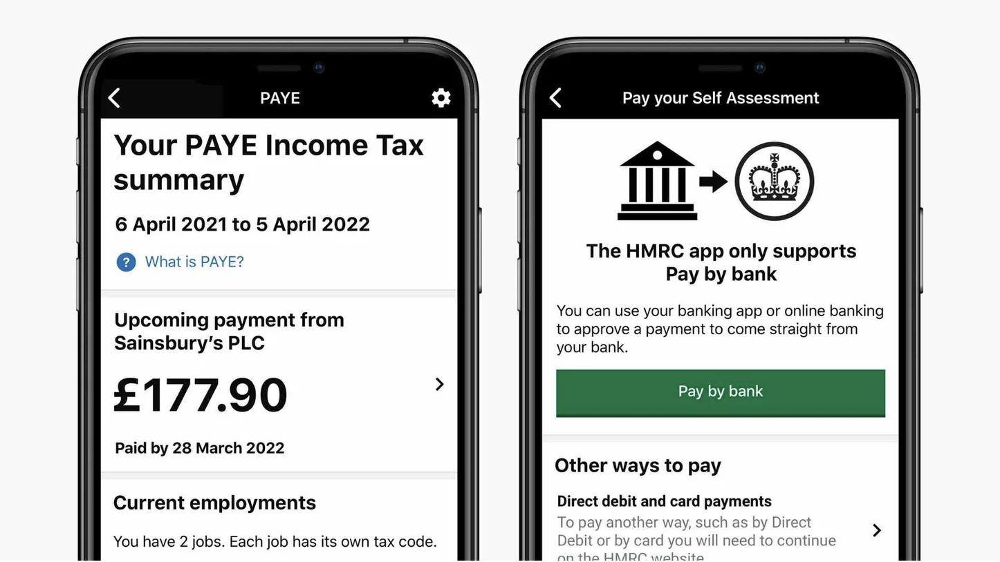 PAYE
Your PAYE Income Tax
summary
6 April 2021 to 5 April 2022
? What is PAYE?
Upcoming payment from
Sainsbury’s PLC
£177.90
Paid by 28 March 2022
Current employments
You have 2 jobs. Each job has its own tax code.
Pay your Self Assessment
The HMRC app only supports
Pay by bank
You can use your banking app or online banking
to approve a payment to come straight from
your bank.
Pay by bank
Other ways to pay
Direct debit and card payments
To pay another way, such as by Direct
Debit or by card you will need to continue
on the HMRC website